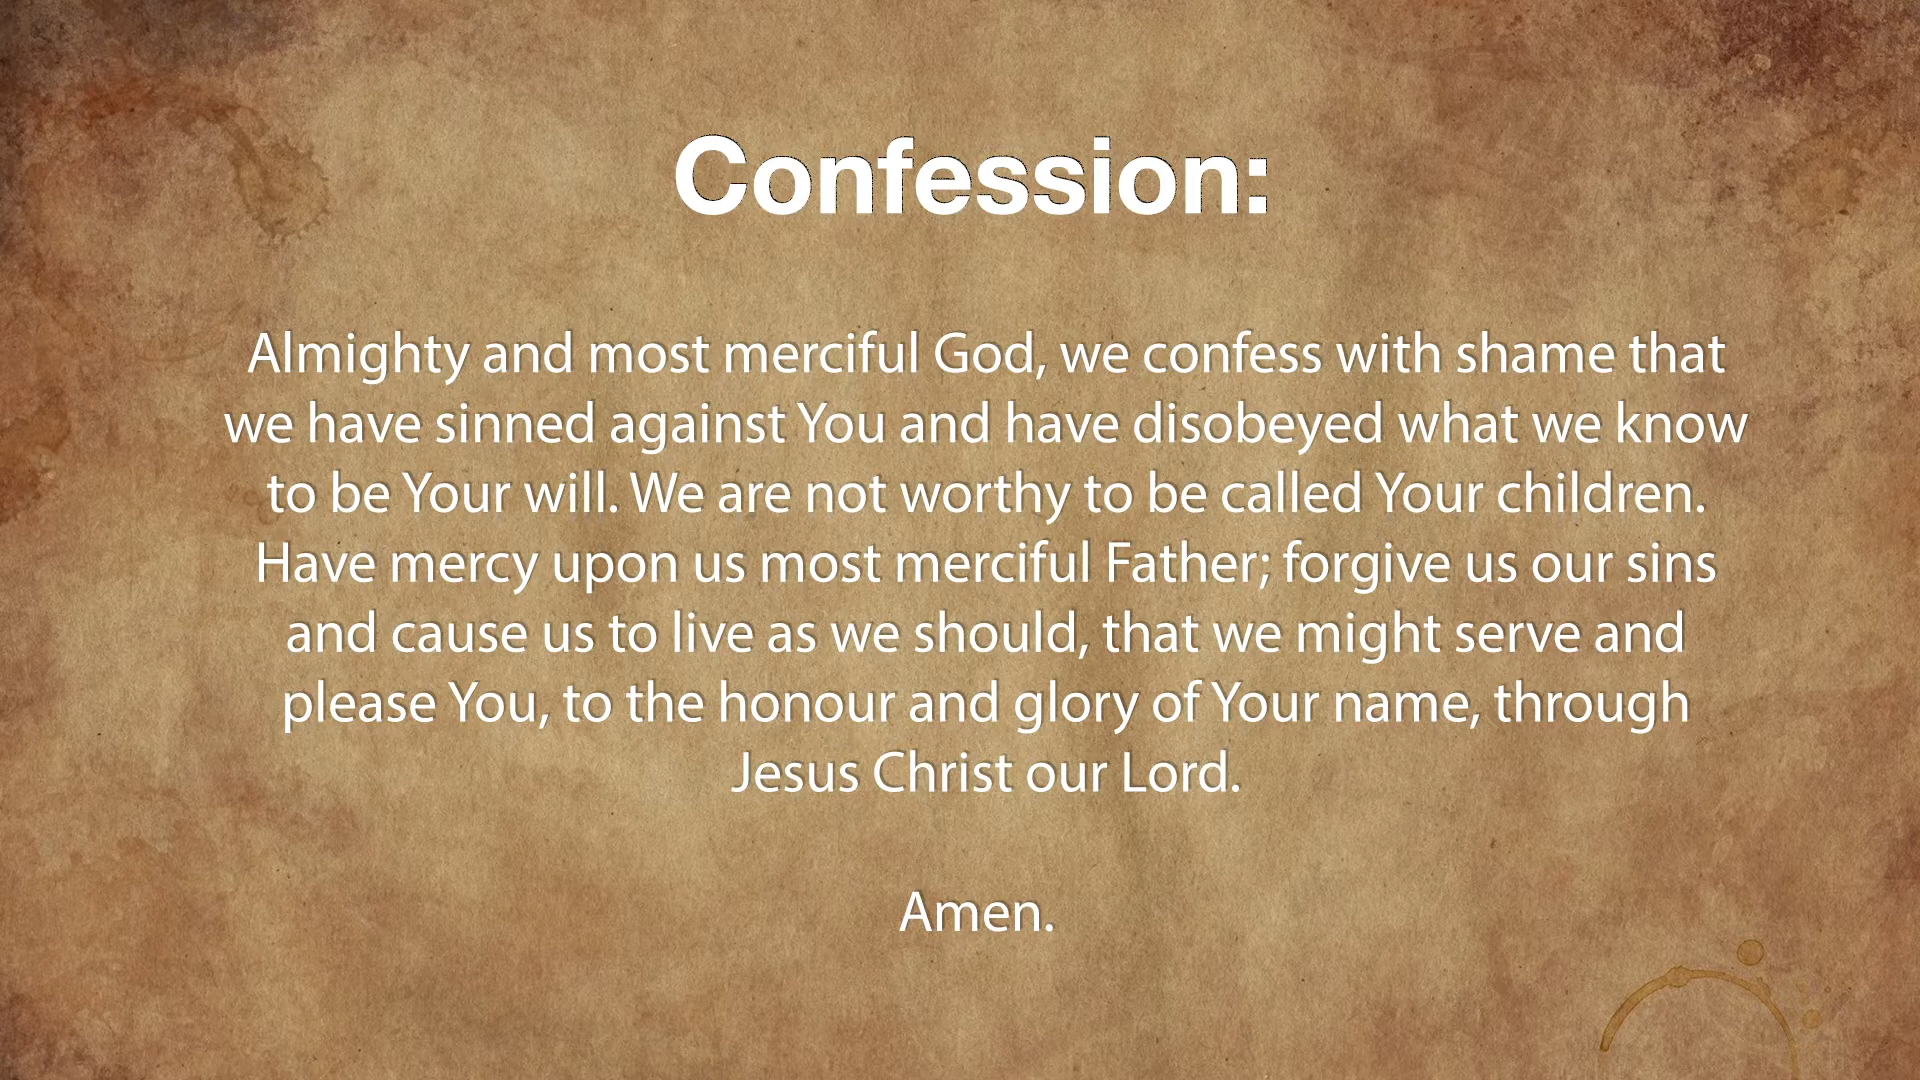 Confession:
Almighty and most merciful God, we confess with shame that
we have sinned against You and have disobeyed what we know
to be Your will. We are not worthy to be called Your children.
Have mercy upon us most merciful Father; forgive us our sins
and cause us to live as we should, that we might serve and
please You, to the honour and glory of Your name, through
Jesus Christ our Lord.
Amen.